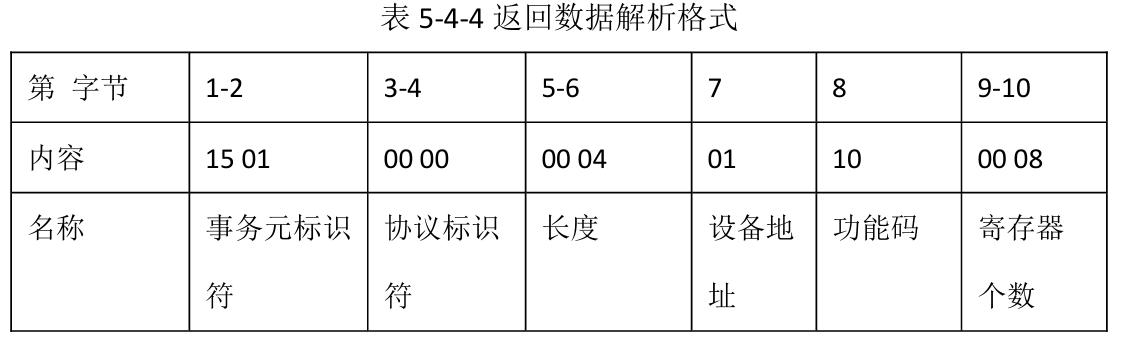 表 5-4-4 返回数据解析格式
第 字节 1-2 3-4 5-6 7 8 9-10
内容 15 01 00 00 00 04 01 10 00 08
名称 事务元标识 协议标识 长度 设备地 功能码 寄存器
符 符 址 个数